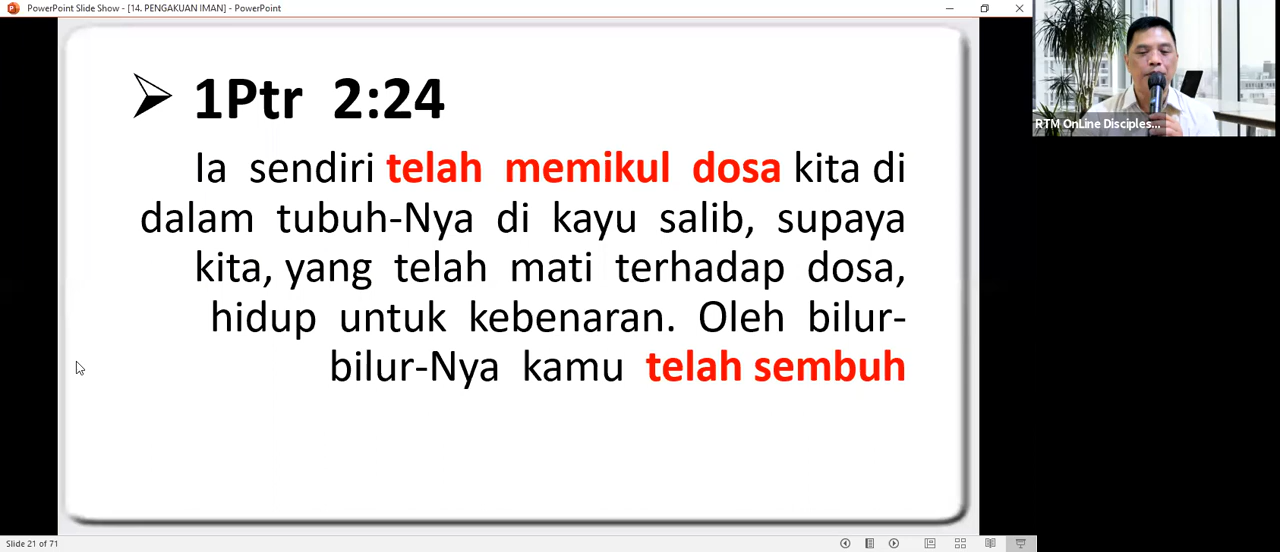 PowerPoint Slide Show - [14. PENGAKUAN IMAN] - PowerPoint
1Ptr 2:24
Ia sendiri telah memikul dosa kita di
dalam tubuh-Nya di kayu salib, supaya
kita, yang telah mati terhadap dosa,
hidup untuk kebenaran. Oleh bilur-
bilur-Nya kamu telah sembuh
RTM OnLine Disciples...
Slide 21 of 71